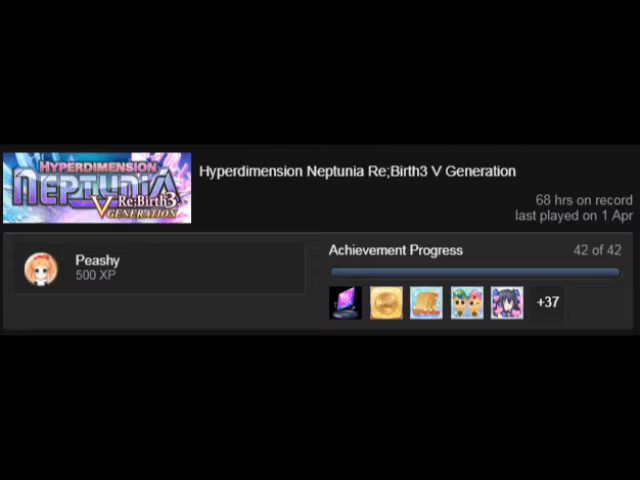 HYPERDIMENSION
NEPTUNIA
V Re;Birth3
GENERATION
Hyperdimension Neptunia Re;Birth3 V Generation
68 hrs on record
last played on 1 Apr
Peashy
500 XP
Achievement Progress
42 of 42
+37